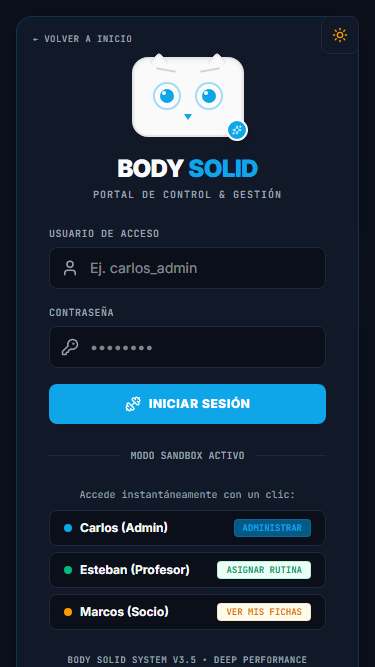 ← VOLVER A INICIO
BODY SOLID
PORTAL DE CONTROL & GESTIÓN
USUARIO DE ACCESO
Ej. carlos_admin
CONTRASEÑA
••••••••
INICIAR SESIÓN
MODO SANDBOX ACTIVO
Accede instantáneamente con un clic:
Carlos (Admin) ADMINISTRAR
Esteban (Profesor) ASIGNAR RUTINA
Marcos (Socio) VER MIS FICHAS
BODY SOLID SYSTEM V3.5 • DEEP PERFORMANCE